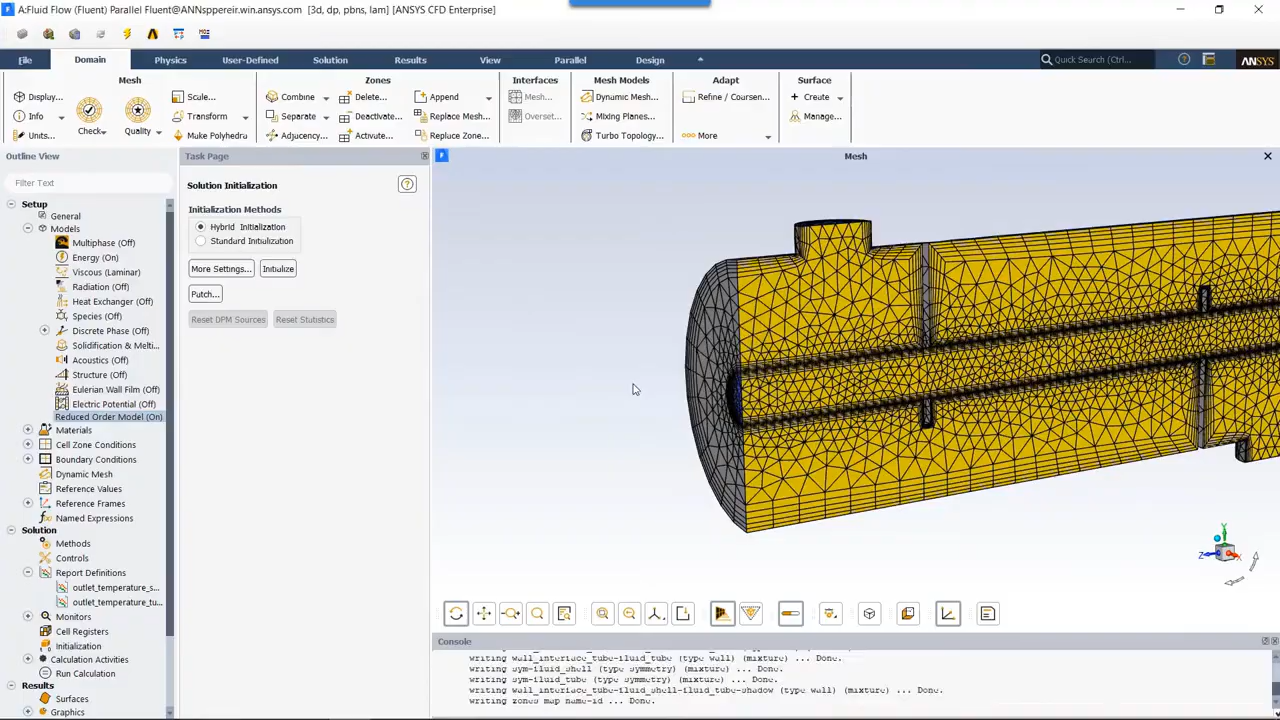 A:Fluid Flow (Fluent) Parallel Fluent@ANNsppereir.win.ansys.com [3d, dp, pbns, lam] [ANSYS CFD Enterprise]
File Domain Physics User-Defined Solution Results View Parallel Design Quick Search (Ctrl... ANSYS
Mesh Zones Interfaces Mesh Models Adapt Surface
Display... Scale... Combine Delete... Append Mesh... Dynamic Mesh... Refine / Coarsen... Create
Info Check Quality Transform Separate Deactivate... Replace Mesh... Overset... Mixing Planes... Manage...
Units... Make Polyhedra Adjacency... Activate... Replace Zone... Turbo Topology... More
Outline View
Filter Text
Setup
General
Models
Multiphase (Off)
Energy (On)
Viscous (Laminar)
Radiation (Off)
Heat Exchanger (Off)
Species (Off)
Discrete Phase (Off)
Solidification & Melti...
Acoustics (Off)
Structure (Off)
Eulerian Wall Film (Off)
Electric Potential (Off)
Reduced Order Model (On)
Materials
Cell Zone Conditions
Boundary Conditions
Dynamic Mesh
Reference Values
Reference Frames
Named Expressions
Solution
Methods
Controls
Report Definitions
outlet_temperature_s...
outlet_temperature_tu...
Monitors
Cell Registers
Initialization
Calculation Activities
Run Calculation
Results
Surfaces
Graphics
Task Page
Solution Initialization
Initialization Methods
Hybrid Initialization
Standard Initialization
More Settings... Initialize
Patch...
Reset DPM Sources Reset Statistics
Mesh
Y
Z X
Console
writing wall_interface_tube-fluid_tube (type wall) (mixture) ... Done.
writing sym-fluid_shell (type symmetry) (mixture) ... Done.
writing sym-fluid_tube (type symmetry) (mixture) ... Done.
writing wall_interface_tube-fluid_shell-fluid_tube-shadow (type wall) (mixture) ... Done.
writing zones map name-id ... Done.